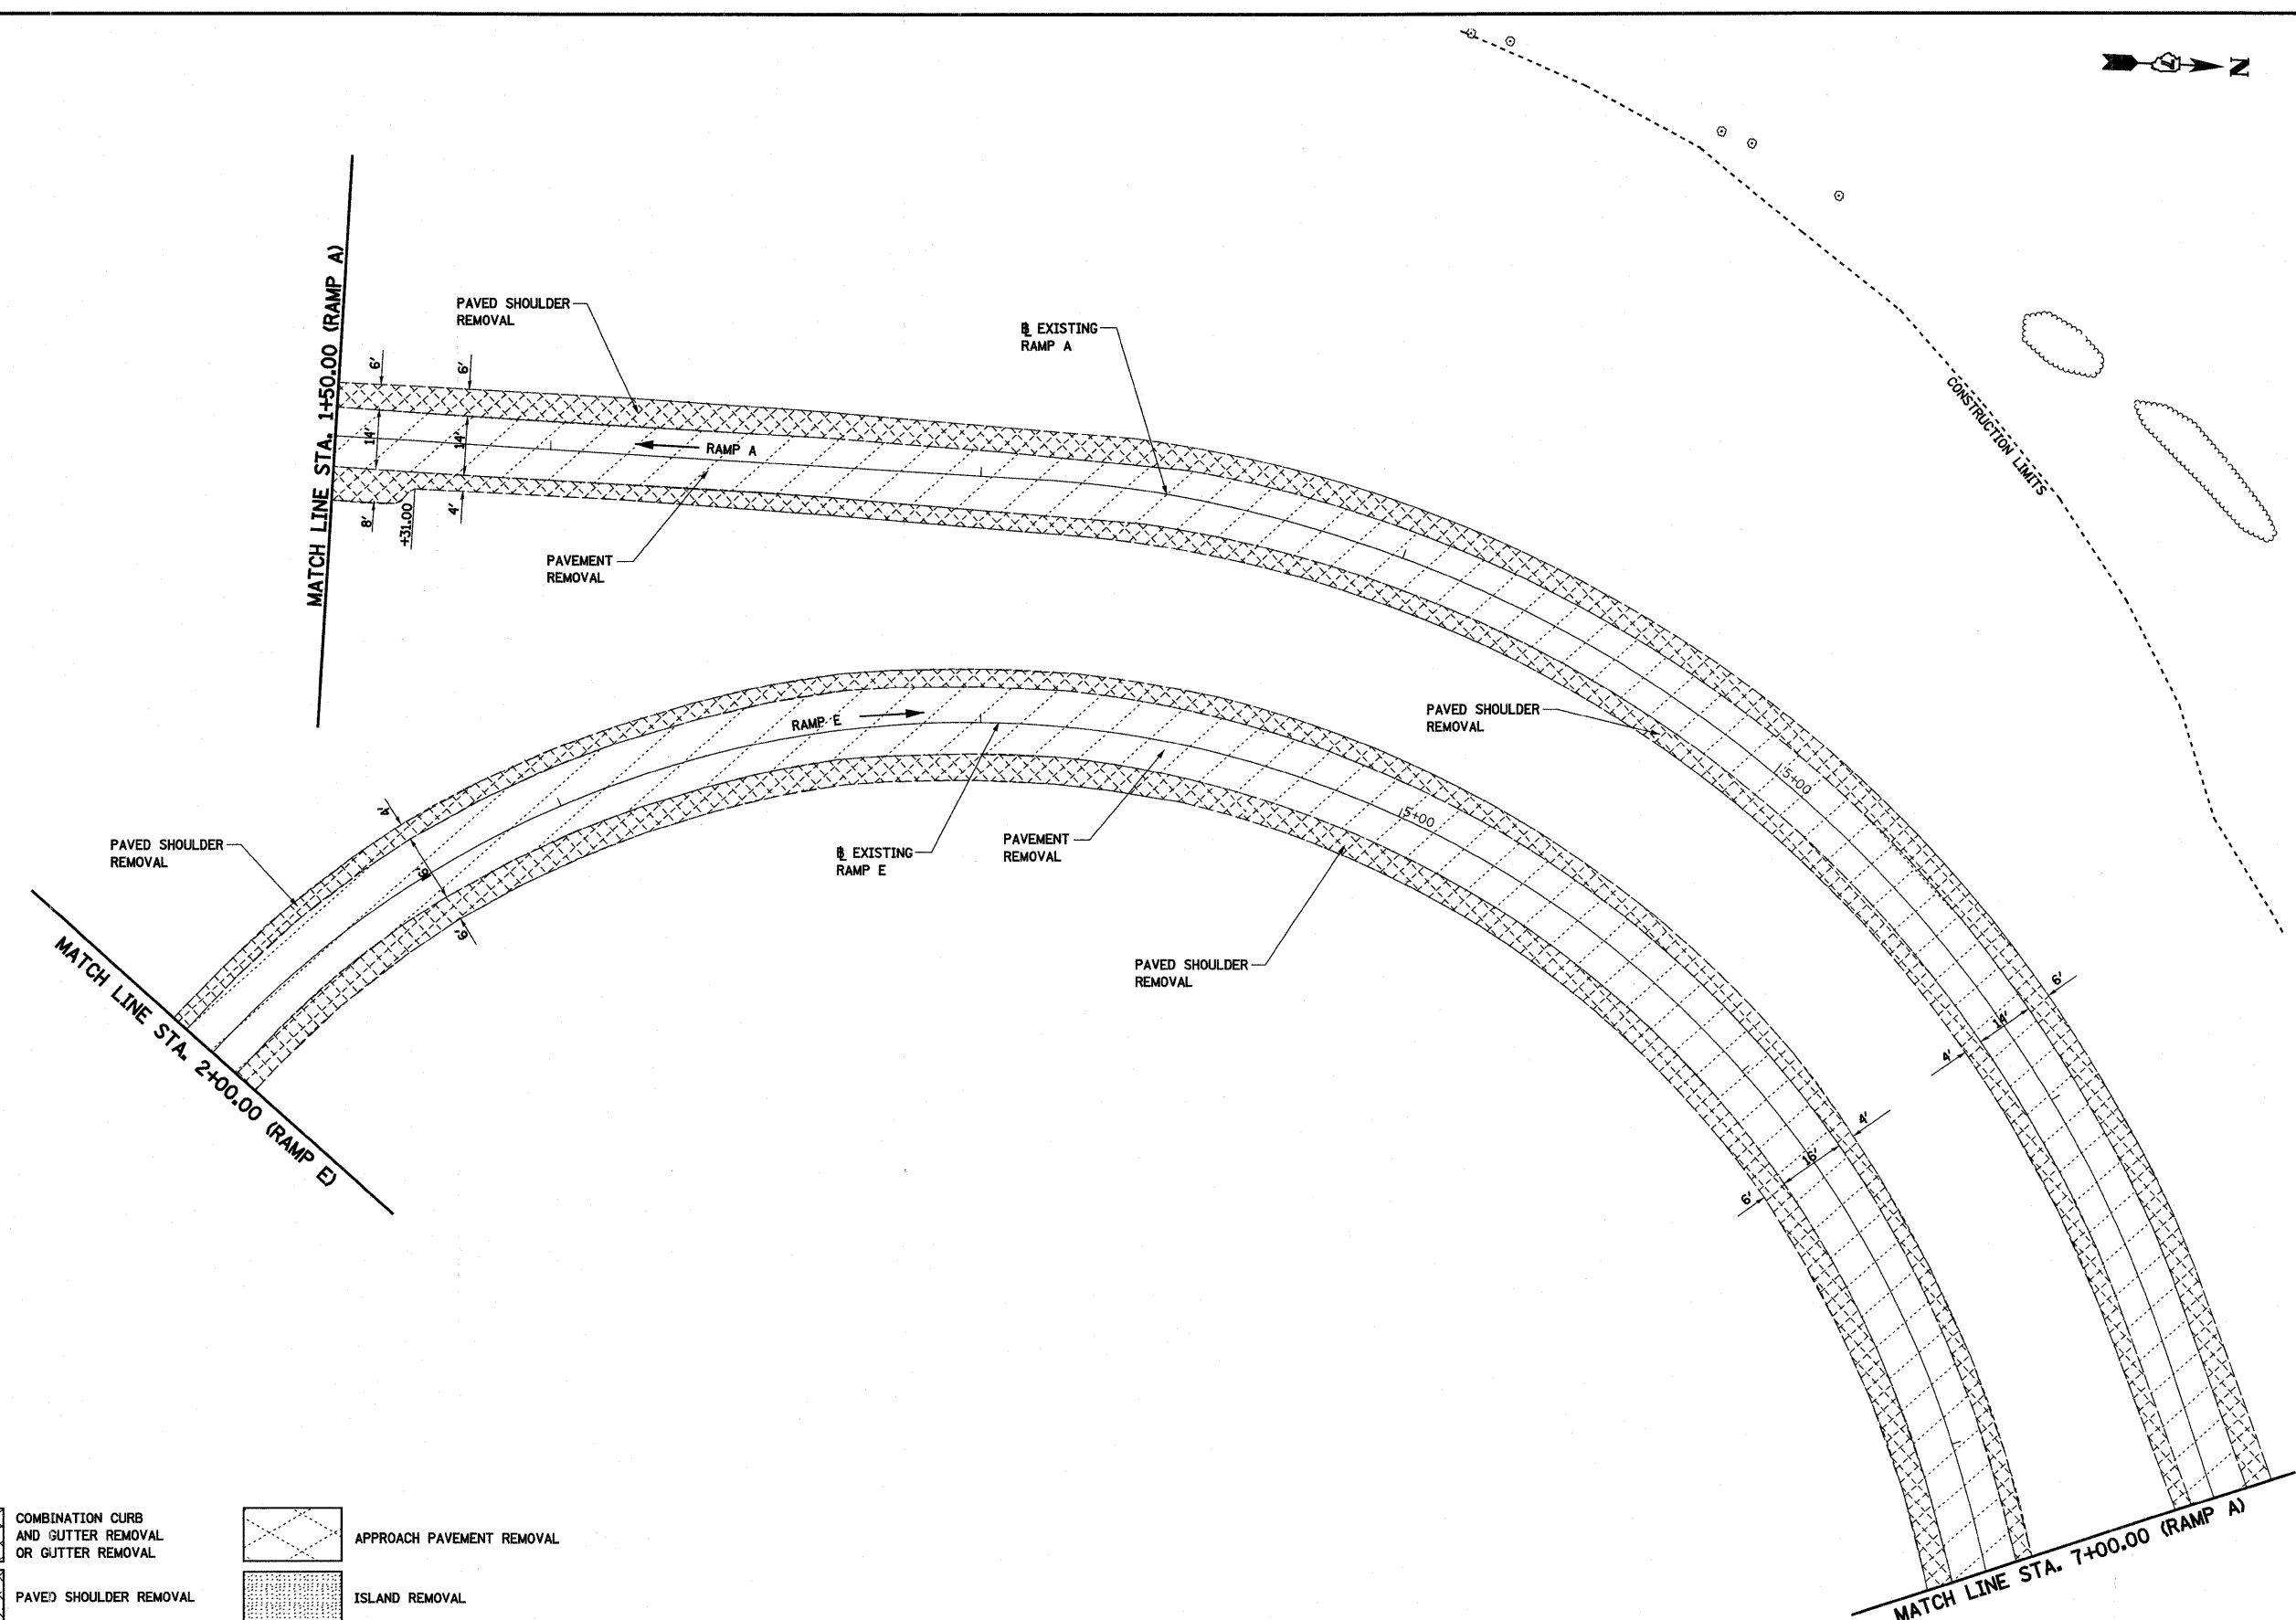 N
MATCH LINE STA. 1+50.00 (RAMP A)
PAVED SHOULDER
REMOVAL
℄ EXISTING
RAMP A
6'
6'
14'
14'
RAMP A
8'
+31.00
4'
PAVEMENT
REMOVAL
CONSTRUCTION LIMITS
RAMP E
PAVED SHOULDER
REMOVAL
5+00
5+00
4'
PAVED SHOULDER
REMOVAL
℄ EXISTING
RAMP E
PAVEMENT
REMOVAL
6'
PAVED SHOULDER
REMOVAL
MATCH LINE STA. 2+00.00 (RAMP E)
6'
14'
4'
4'
16'
6'
MATCH LINE STA. 7+00.00 (RAMP A)
COMBINATION CURB
AND GUTTER REMOVAL
OR GUTTER REMOVAL
APPROACH PAVEMENT REMOVAL
PAVED SHOULDER REMOVAL
ISLAND REMOVAL